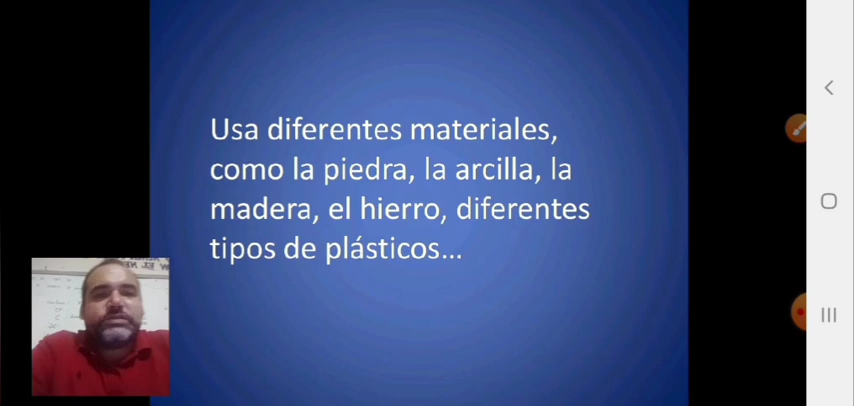 Usa diferentes materiales,
como la piedra, la arcilla, la
madera, el hierro, diferentes
tipos de plásticos...